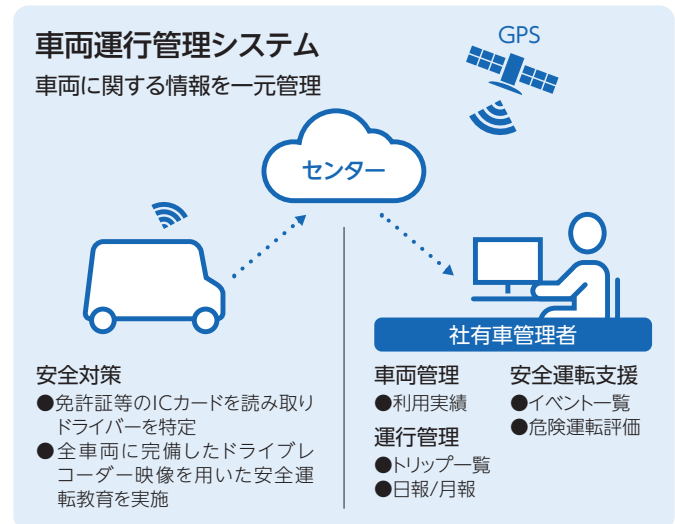 車両運行管理システム
車両に関する情報を一元管理
GPS
センター
社有車管理者
安全対策
●免許証等のICカードを読み取り
ドライバーを特定
●全車両に完備したドライブレ
コーダー映像を用いた安全運
転教育を実施
車両管理
●利用実績
運行管理
●トリップ一覧
●日報/月報
安全運転支援
●イベント一覧
●危険運転評価